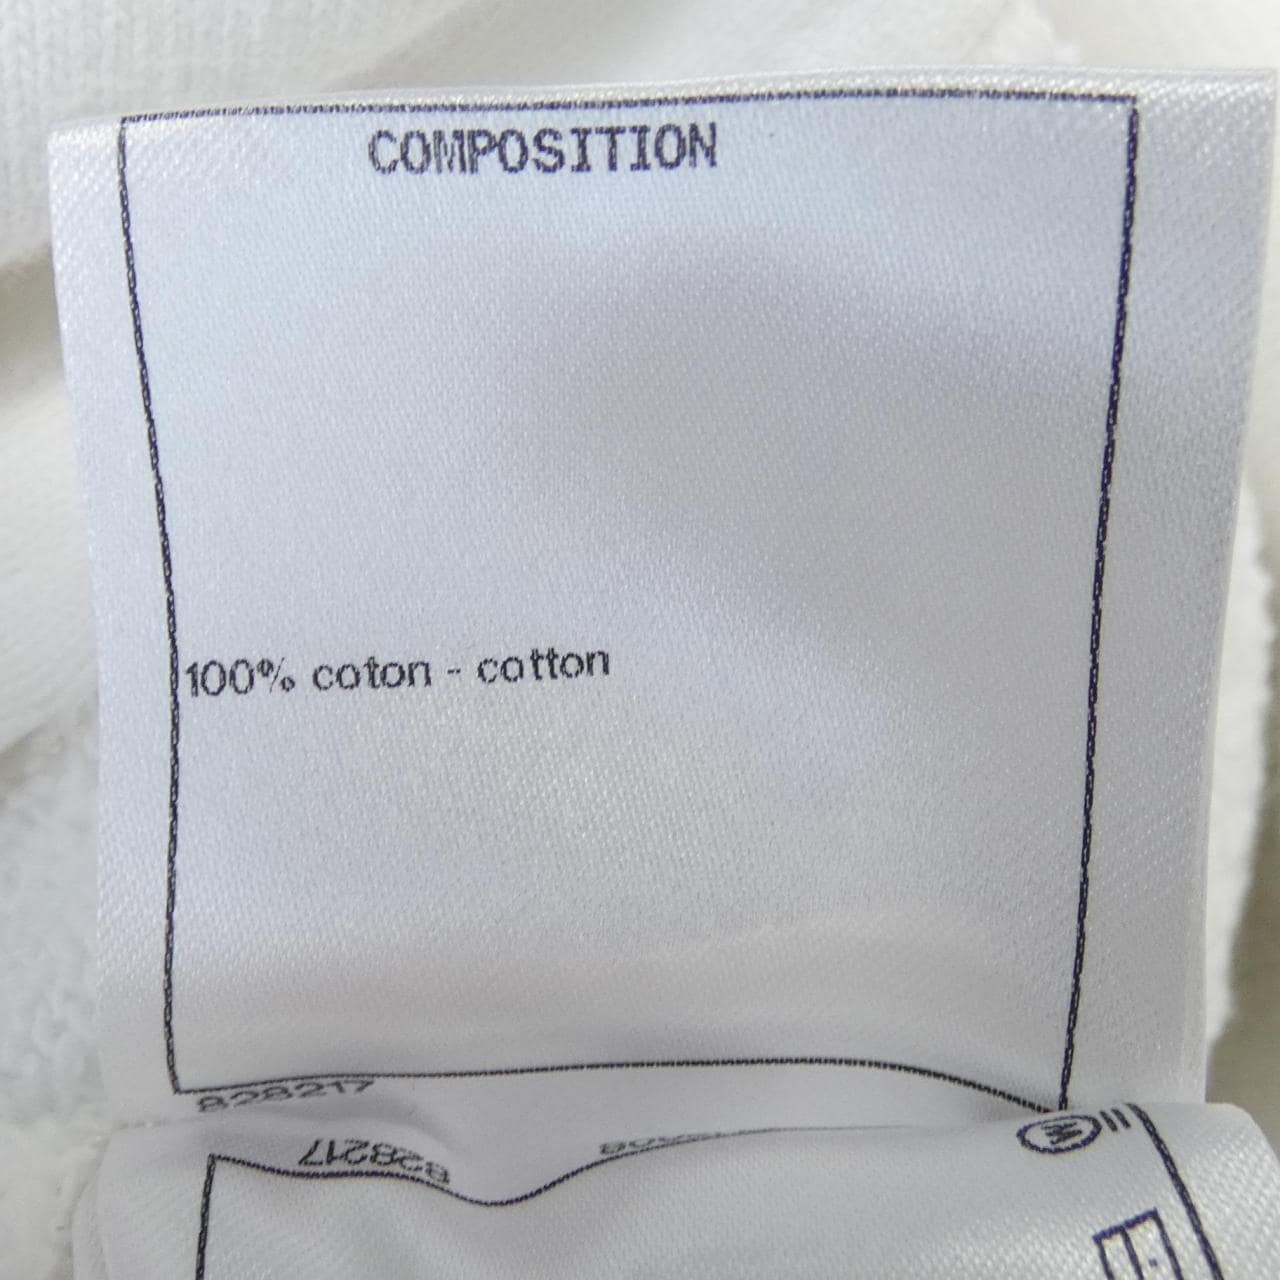 COMPOSITION
100% coton - cotton
828217
828217